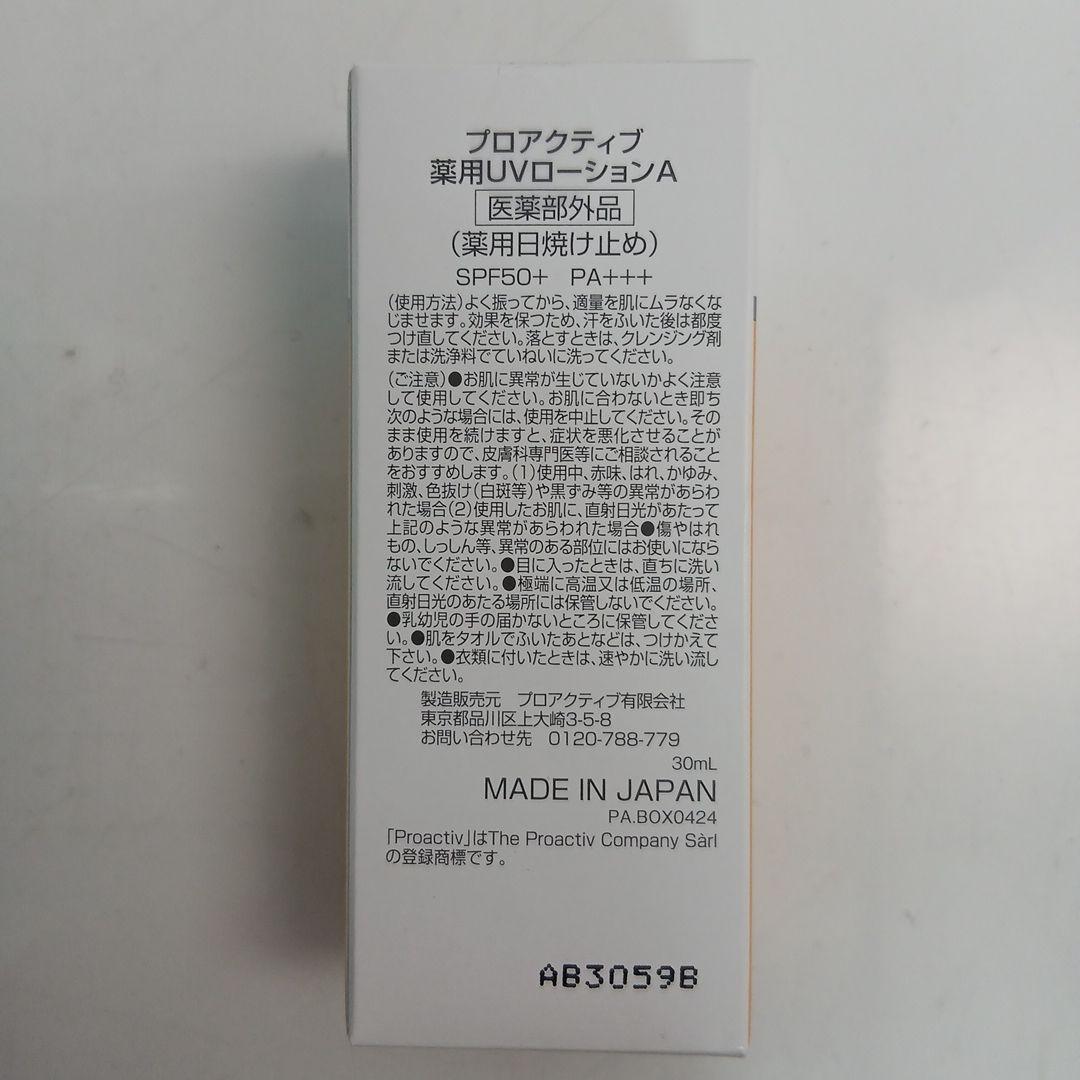 プロアクティブ
薬用UVローションA
医薬部外品
(薬用日焼け止め)
SPF50+ PA+++
(使用方法)よく振ってから、適量を肌にムラなくな
じませます。効果を保つため、汗をふいた後は都度
つけ直してください。落とすときは、クレンジング剤
または洗浄料でていねいに洗ってください。
(ご注意)●お肌に異常が生じていないかよく注意
して使用してください。お肌に合わないとき即ち
次のような場合には、使用を中止してください。その
まま使用を続けますと、症状を悪化させることが
ありますので、皮膚科専門医等にご相談されること
をおすすめします。(1)使用中、赤味、はれ、かゆみ、
刺激、色抜け(白斑等)や黒ずみ等の異常があらわ
れた場合(2)使用したお肌に、直射日光があたって
上記のような異常があらわれた場合●傷やはれ
もの、しっしん等、異常のある部位にはお使いになら
ないでください。●目に入ったときは、直ちに洗い
流してください。●極端に高温又は低温の場所、
直射日光のあたる場所には保管しないでください。
●乳幼児の手の届かないところに保管してくださ
い。●肌をタオルでふいたあとなどは、つけかえて
下さい。●衣類に付いたときは、速やかに洗い流し
てください。
製造販売元 プロアクティブ有限会社
東京都品川区上大崎3-5-8
お問い合わせ先 0120-788-779
30mL
MADE IN JAPAN
PA.BOX0424
「Proactiv」はThe Proactiv Company Sàrl
の登録商標です。
AB3059B